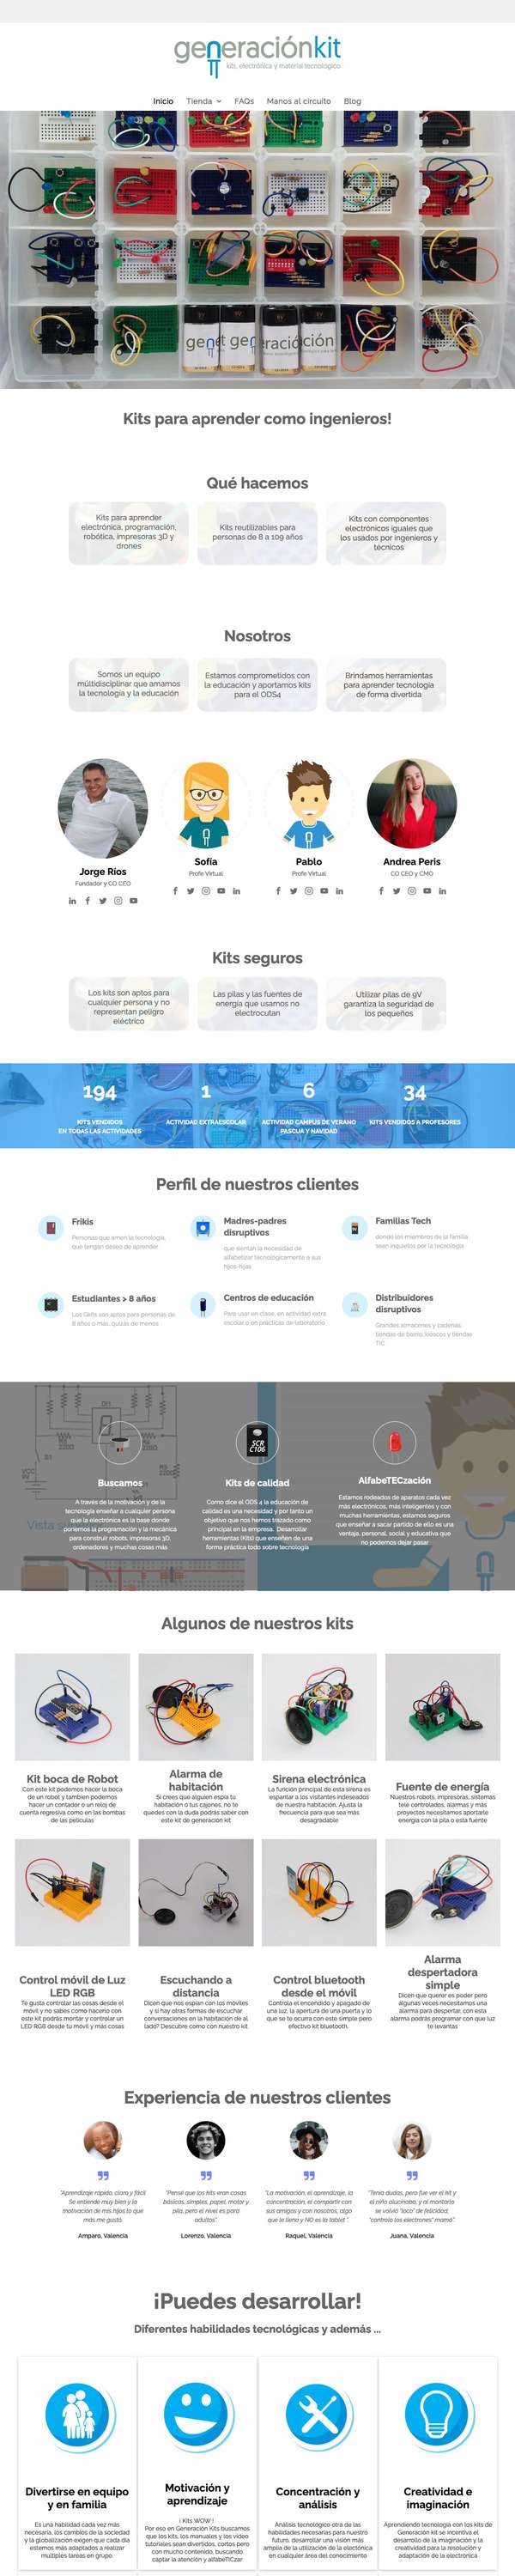 generaciónkit
kits, electrónica y material tecnológico
Inicio Tienda FAQs Manos al circuito Blog
Kits para aprender como ingenieros!
Qué hacemos
Kits para aprender
electrónica, programación,
robótica, impresoras 3D y
drones
Kits reutilizables para
personas de 8 a 109 años
Kits con componentes
electrónicos iguales que
los usados por ingenieros y
técnicos
Nosotros
Somos un equipo
múltidisciplinar que amamos
la tecnología y la educación
Estamos comprometidos con
la educación y aportamos kits
para el ODS4
Brindamos herramientas
para aprender tecnología
de forma divertida
Jorge Ríos
Fundador y CO CEO
Sofía
Profe Virtual
Pablo
Profe Virtual
Andrea Peris
CO CEO y CMO
Kits seguros
Los kits son aptos para
cualquier persona y no
representan peligro
eléctrico
Las pilas y las fuentes de
energía que usamos no
electrocutan
Utilizar pilas de 9V
garantiza la seguridad de
los pequeños
194
KITS VENDIDOS
EN TODAS LAS ACTIVIDADES
1
ACTIVIDAD EXTRAESCOLAR
6
ACTIVIDAD CAMPUS DE VERANO
PASCUA Y NAVIDAD
34
KITS VENDIDOS A PROFESORES
Perfil de nuestros clientes
Frikis
Personas que amen la tecnología,
que tengan deseo de aprender
Madres-padres
disruptivos
que sientan la necesidad de
alfabetizar tecnológicamente a sus
hijos-hijas
Familias Tech
donde los miembros de la familia
sean inquietos por la tecnología
Estudiantes > 8 años
Los Gkits son aptos para personas de
8 años o más, quizás de menos
Centros de educación
Para usar en clase, en actividad extra
escolar o en prácticas de laboratorio
Distribuidores
disruptivos
Grandes almacenes y cadenas,
tiendas de barrio, kioscos y tiendas
TIC
Buscamos
A través de la motivación y de la
tecnología enseñar a cualquier persona
que la electrónica es la base donde
ponemos la programación y la mecánica
para construir robots, impresoras 3D,
ordenadores y muchas cosas más
SCR
C106
Kits de calidad
Como dice el ODS 4 la educación de
calidad es una necesidad y por tanto un
objetivo que nos hemos trazado como
principal en la empresa. Desarrollar
herramientas (Kits) que enseñen de una
forma práctica todo sobre tecnología
AlfabeTECzación
Estamos rodeados de aparatos cada vez
más electrónicos, más inteligentes y con
muchas herramientas, estamos seguros
que enseñar a sacar partido de ello es una
ventaja, personal, social y educativa que
no podemos dejar pasar
Algunos de nuestros kits
Kit boca de Robot
Con este kit podemos hacer la boca
de un robot y tambien podemos
hacer un contador o un reloj de
cuenta regresiva como en las bombas
de las películas
Alarma de
habitación
Si crees que alguien espía tu
habitación o tus cajones, no te
quedes con la duda podrás saber con
este kit de generación kit
Sirena electrónica
La función principal de esta sirena es
espantar a los visitantes indeseados
de nuestra habitación. Ajusta la
frecuencia para que sea más
desagradable
Fuente de energía
Nuestros robots, impresoras, sistemas
tele controlados, alarmas y más
proyectos necesitamos aportarle
energía con la pila o esta fuente
Control móvil de Luz
LED RGB
Te gusta controlar las cosas desde el
móvil y no sabes como hacerlo con
este kit podrás montar y controlar un
LED RGB desde tu móvil y más cosas
Escuchando a
distancia
Dicen que nos espían con los móviles
y si hay otras formas de escuchar
conversaciones en la habitación de al
lado? Descubre como con nuestro kit
Control bluetooth
desde el móvil
Controla el encendido y apagado de
una luz, la apertura de una puerta y lo
que se te ocurra con este simple pero
efectivo kit bluetooth.
Alarma
despertadora
simple
Dicen que querer es poder pero
algunas veces necesitamos una
alarma para despertar, con esta
alarma podrás programar con que luz
te levantas
Experiencia de nuestros clientes
"Aprendizaje rápido, claro y fácil
Se entiende muy bien y la
motivación de mis hijos lo que
más me gustó.
Amparo, Valencia
"Pensé que los kits eran cosas
básicas, simples, papel, motor y
pila, pero el nivel es para
adultos".
Lorenzo, Valencia
"La motivación, el aprendizaje, la
concentración, el compartir con
sus amigos y con nosotros, algo
que le llena y NO es la tablet ".
Raquel, Valencia
"Tenía dudas, pero fue ver el kit y
el niño alucinaba, y al montarlo
se volvió "loco" de felicidad,
"controlo los electrones" mamá".
Juana, Valencia
¡Puedes desarrollar!
Diferentes habilidades tecnológicas y además ...
Divertirse en equipo
y en familia
Es una habilidad cada vez más
necesaria, los cambios de la sociedad
y la globalización exigen que cada día
estemos más adaptados a realizar
multiples tareas en grupo
Motivación y
aprendizaje
¡ Kits WOW !
Por eso en Generación Kits buscamos
que los kits, los manuales y los vídeo
tutoriales sean divertidos, cortos pero
con mucho contenido, buscando
captar la atención y alfabeTICzar
Concentración y
análisis
Análisis tecnológico otra de las
habilidades necesarias para nuestro
futuro, desarrollar una visión más
amplia de la utilización de la electónica
en cualquier área del conocimiento
Creatividad e
imaginación
Aprendiendo tecnología con los kits de
Generación kit se incentiva el
desarrollo de la imaginación y la
creatividad para la resolución y
adaptación de la electrónica